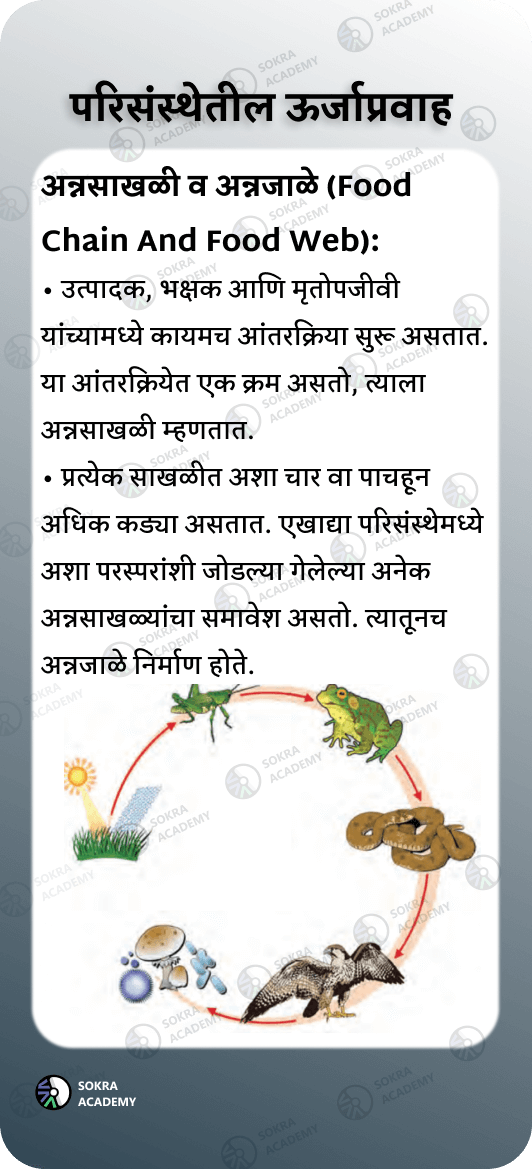 परिसंस्थेतील ऊर्जाप्रवाह
अन्नसाखळी व अन्नजाळे (Food
Chain And Food Web):
• उत्पादक, भक्षक आणि मृतोपजीवी
यांच्यामध्ये कायमच आंतरक्रिया सुरू असतात.
या आंतरक्रियेत एक क्रम असतो, त्याला
अन्नसाखळी म्हणतात.
• प्रत्येक साखळीत अशा चार वा पाचहून
अधिक कड्या असतात. एखाद्या परिसंस्थेमध्ये
अशा परस्परांशी जोडल्या गेलेल्या अनेक
अन्नसाखळ्यांचा समावेश असतो. त्यातूनच
अन्नजाळे निर्माण होते.
SOKRA
ACADEMY